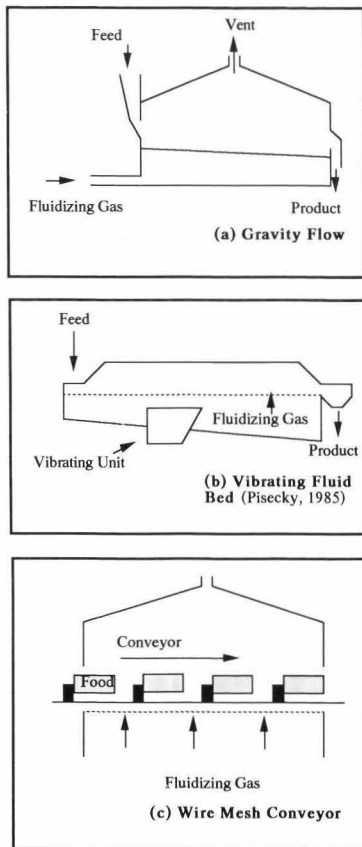 Feed
Vent
Fluidizing Gas
Product
(a) Gravity Flow
Feed
Fluidizing Gas
Vibrating Unit
Product
(b) Vibrating Fluid
Bed (Pisecky, 1985)
Conveyor
Food
Fluidizing Gas
(c) Wire Mesh Conveyor